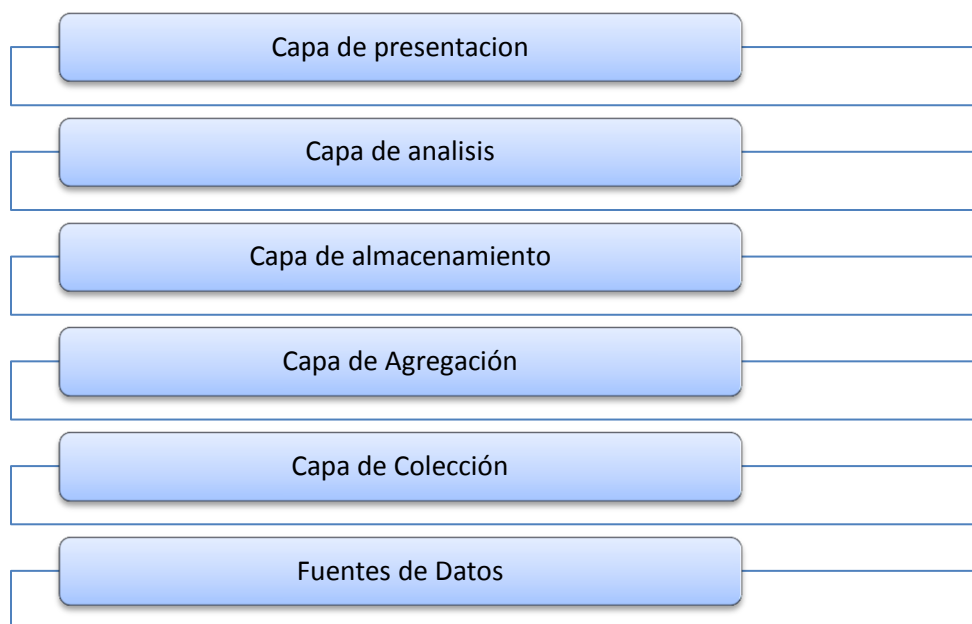 Capa de presentacion
Capa de analisis
Capa de almacenamiento
Capa de Agregación
Capa de Colección
Fuentes de Datos